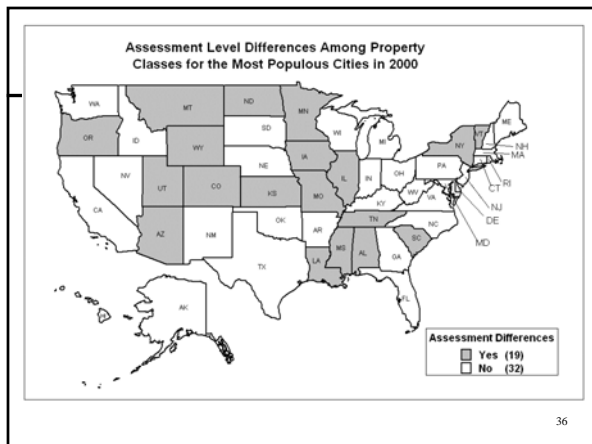 Assessment Level Differences Among Property
Classes for the Most Populous Cities in 2000
WA
MT
ND
MN
ME
OR
ID
SD
WI
MI
VT
NH
WY
NY
MA
NE
IA
PA
RI
NV
UT
CO
IL
IN
OH
CT
NJ
CA
KS
MO
WV
VA
DE
KY
MD
AZ
NM
OK
AR
TN
NC
SC
TX
LA
MS
AL
GA
FL
AK
Assessment Differences
Yes (19)
No (32)
36